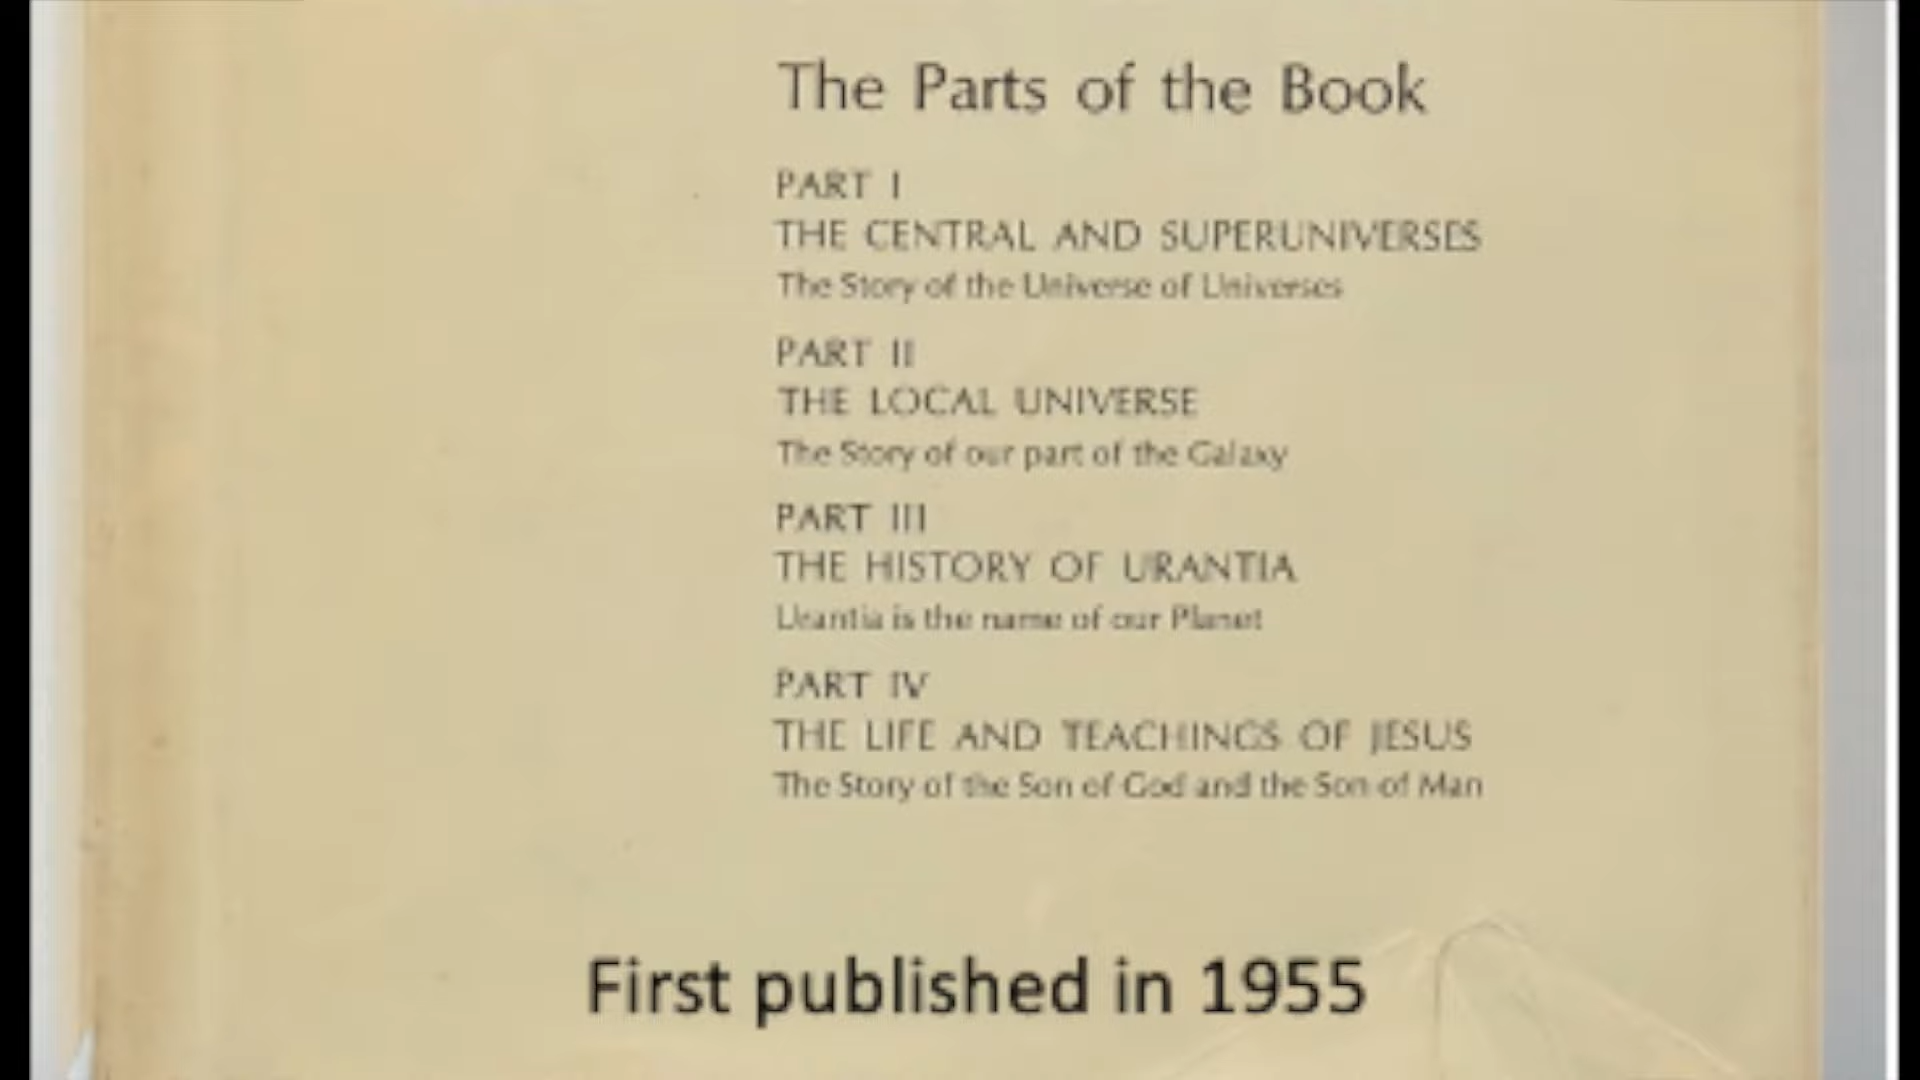 The Parts of the Book
PART I
THE CENTRAL AND SUPERUNIVERSES
The Story of the Universe of Universes
PART II
THE LOCAL UNIVERSE
The Story of our part of the Galaxy
PART III
THE HISTORY OF URANTIA
Urantia is the name of our Planet
PART IV
THE LIFE AND TEACHINGS OF JESUS
The Story of the Son of God and the Son of Man
First published in 1955